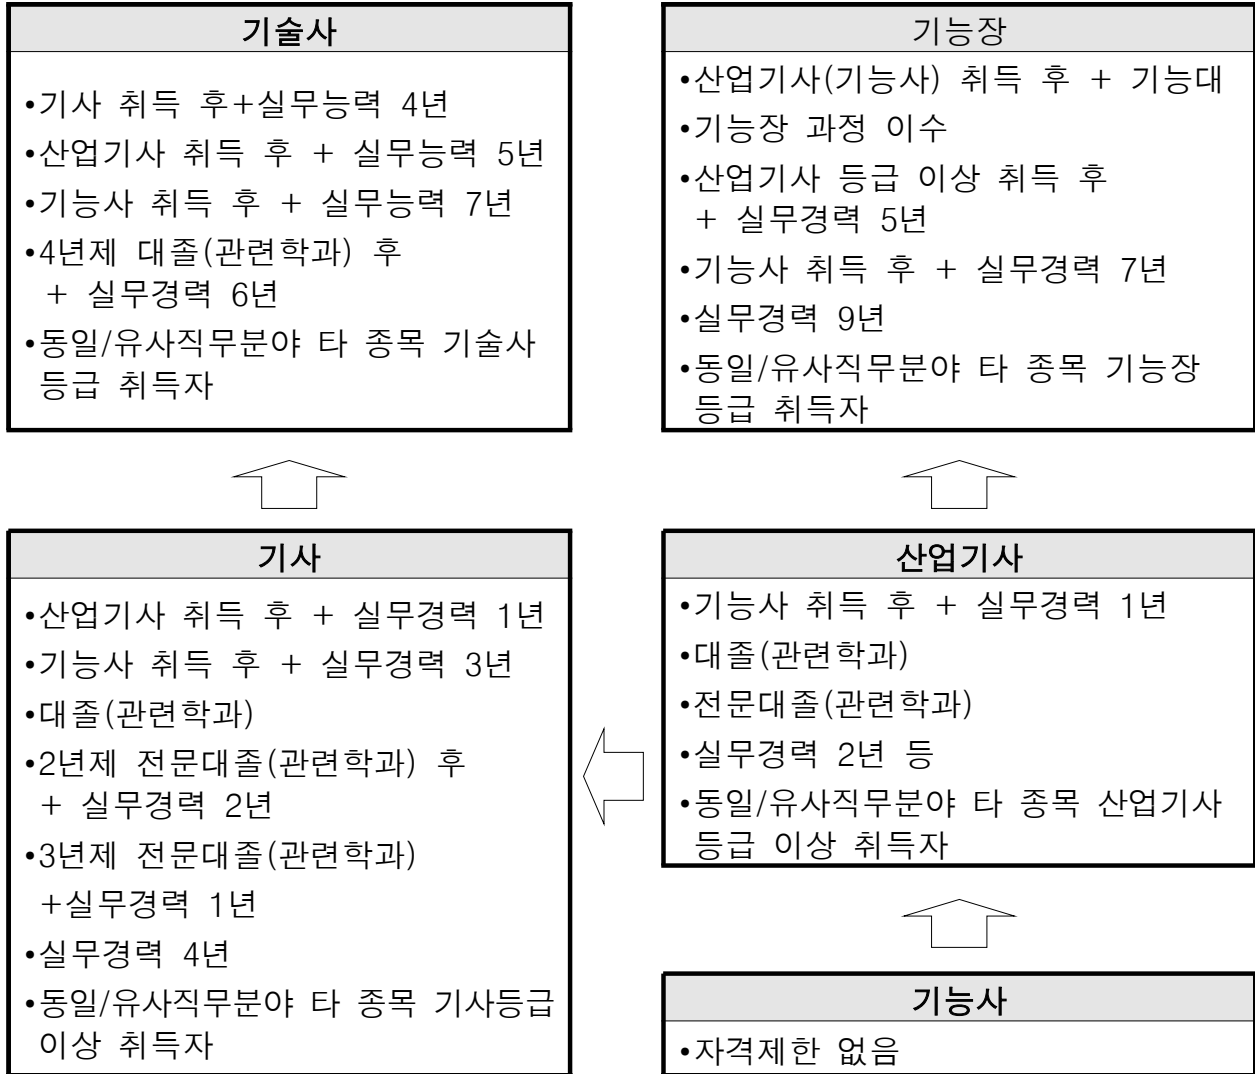 기술사
•기사 취득 후+실무능력 4년
•산업기사 취득 후 + 실무능력 5년
•기능사 취득 후 + 실무능력 7년
•4년제 대졸(관련학과) 후
+ 실무경력 6년
•동일/유사직무분야 타 종목 기술사
등급 취득자
기능장
•산업기사(기능사) 취득 후 + 기능대
•기능장 과정 이수
•산업기사 등급 이상 취득 후
+ 실무경력 5년
•기능사 취득 후 + 실무경력 7년
•실무경력 9년
•동일/유사직무분야 타 종목 기능장
등급 취득자
기사
•산업기사 취득 후 + 실무경력 1년
•기능사 취득 후 + 실무경력 3년
•대졸(관련학과)
•2년제 전문대졸(관련학과) 후
+ 실무경력 2년
•3년제 전문대졸(관련학과)
+실무경력 1년
•실무경력 4년
•동일/유사직무분야 타 종목 기사등급
이상 취득자
산업기사
•기능사 취득 후 + 실무경력 1년
•대졸(관련학과)
•전문대졸(관련학과)
•실무경력 2년 등
•동일/유사직무분야 타 종목 산업기사
등급 이상 취득자
기능사
•자격제한 없음